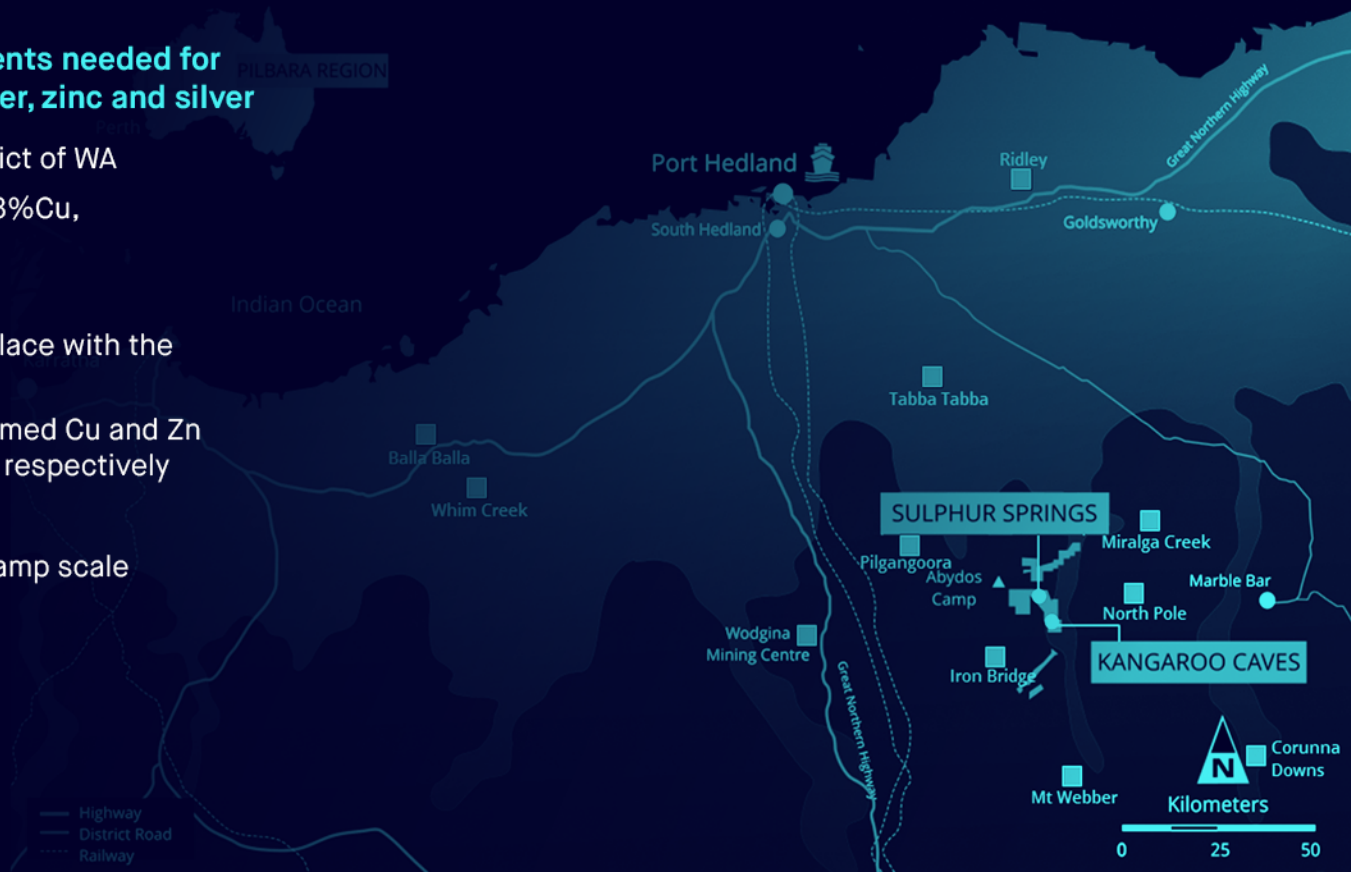 ents needed for
er, zinc and silver
ict of WA
3%Cu,
lace with the
med Cu and Zn
respectively
amp scale
PILBARA REGION
Perth
Indian Ocean
Karratha
Port Hedland
South Hedland
Ridley
Great Northern Highway
Goldsworthy
Tabba Tabba
Balla Balla
Whim Creek
SULPHUR SPRINGS
Pilgangoora
Miralga Creek
Abydos
Camp
North Pole
Marble Bar
Wodgina
Mining Centre
Iron Bridge
KANGAROO CAVES
Great Northern Highway
Mt Webber
N
Corunna
Downs
Kilometers
0 25 50
Highway
District Road
Railway